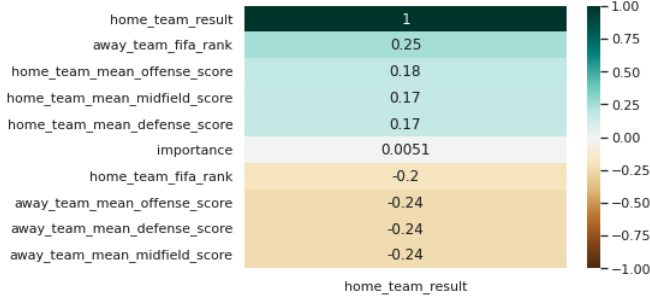 home_team_result 1
away_team_fifa_rank 0.25
home_team_mean_offense_score 0.18
home_team_mean_midfield_score 0.17
home_team_mean_defense_score 0.17
importance 0.0051
home_team_fifa_rank -0.2
away_team_mean_offense_score -0.24
away_team_mean_defense_score -0.24
away_team_mean_midfield_score -0.24
home_team_result
1.00
0.75
0.50
0.25
0.00
−0.25
−0.50
−0.75
−1.00